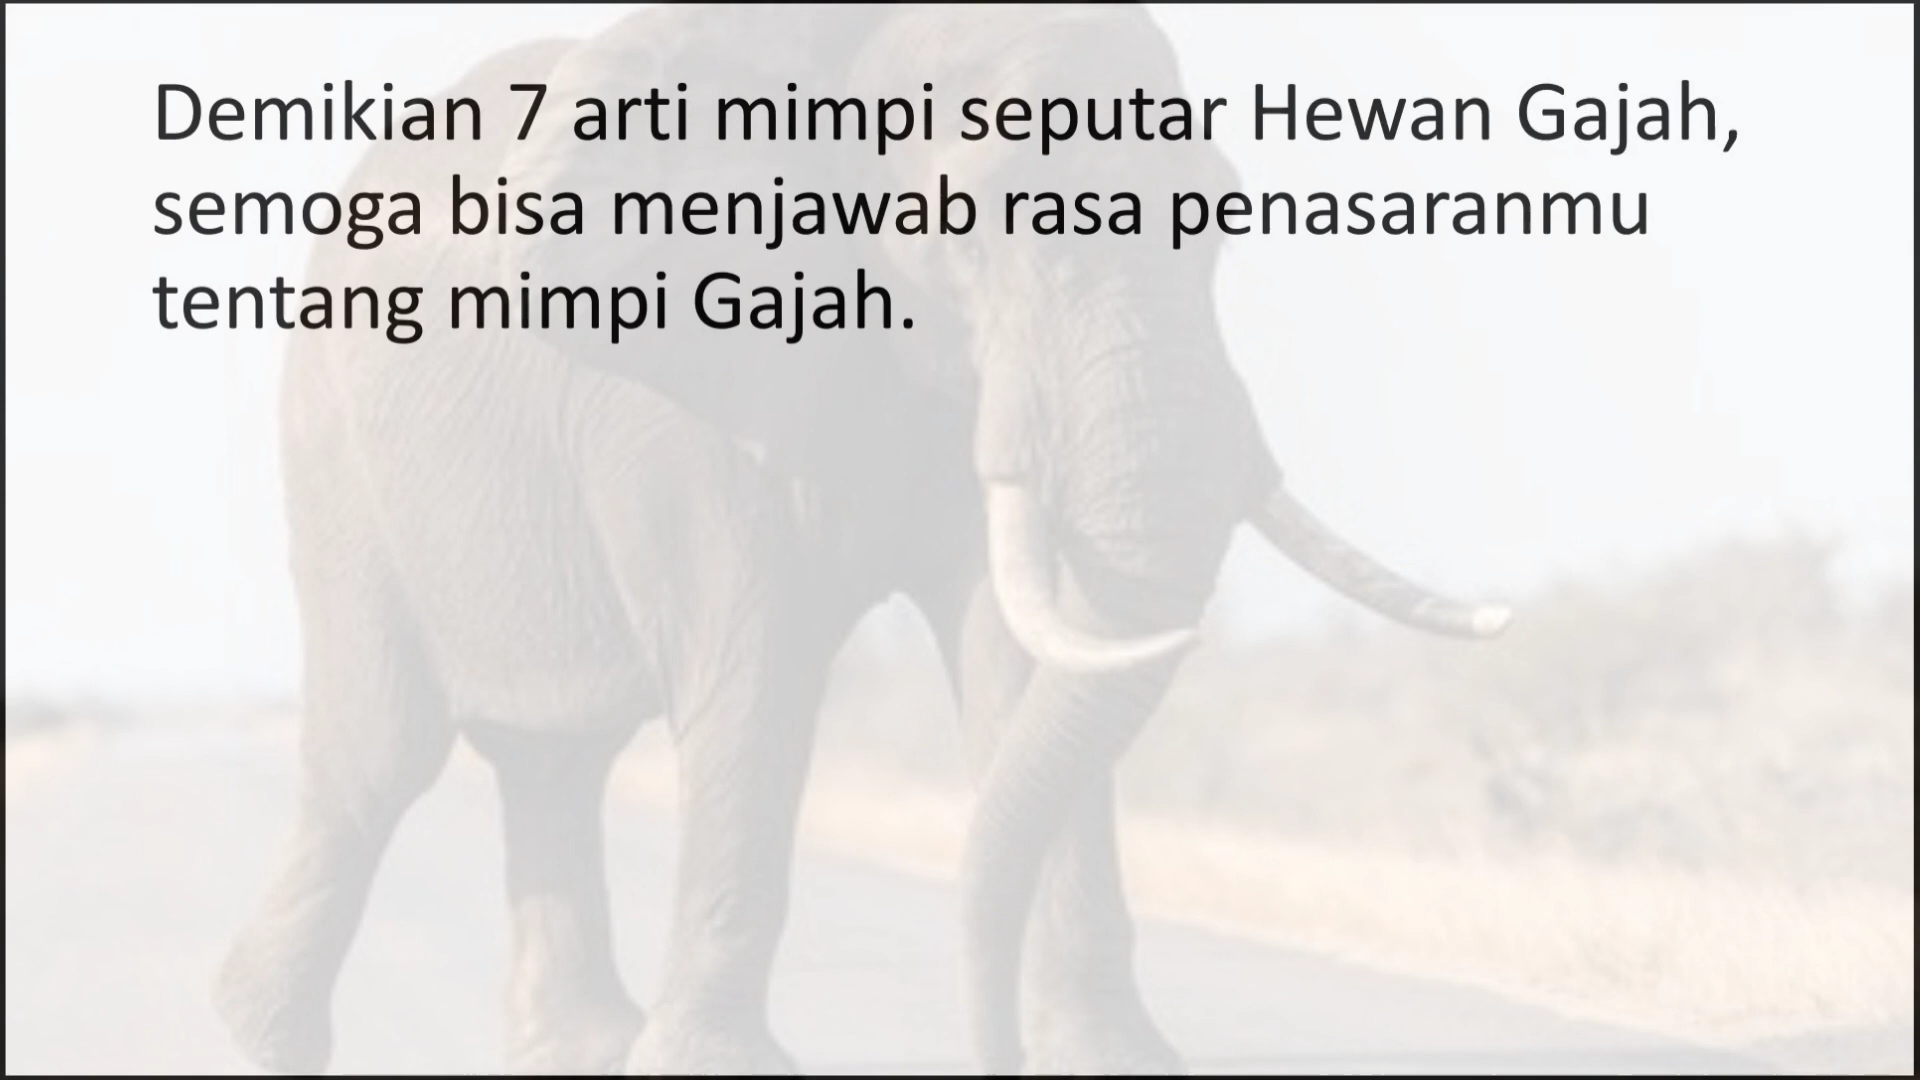 Demikian 7 arti mimpi seputar Hewan Gajah,
semoga bisa menjawab rasa penasaranmu
tentang mimpi Gajah.